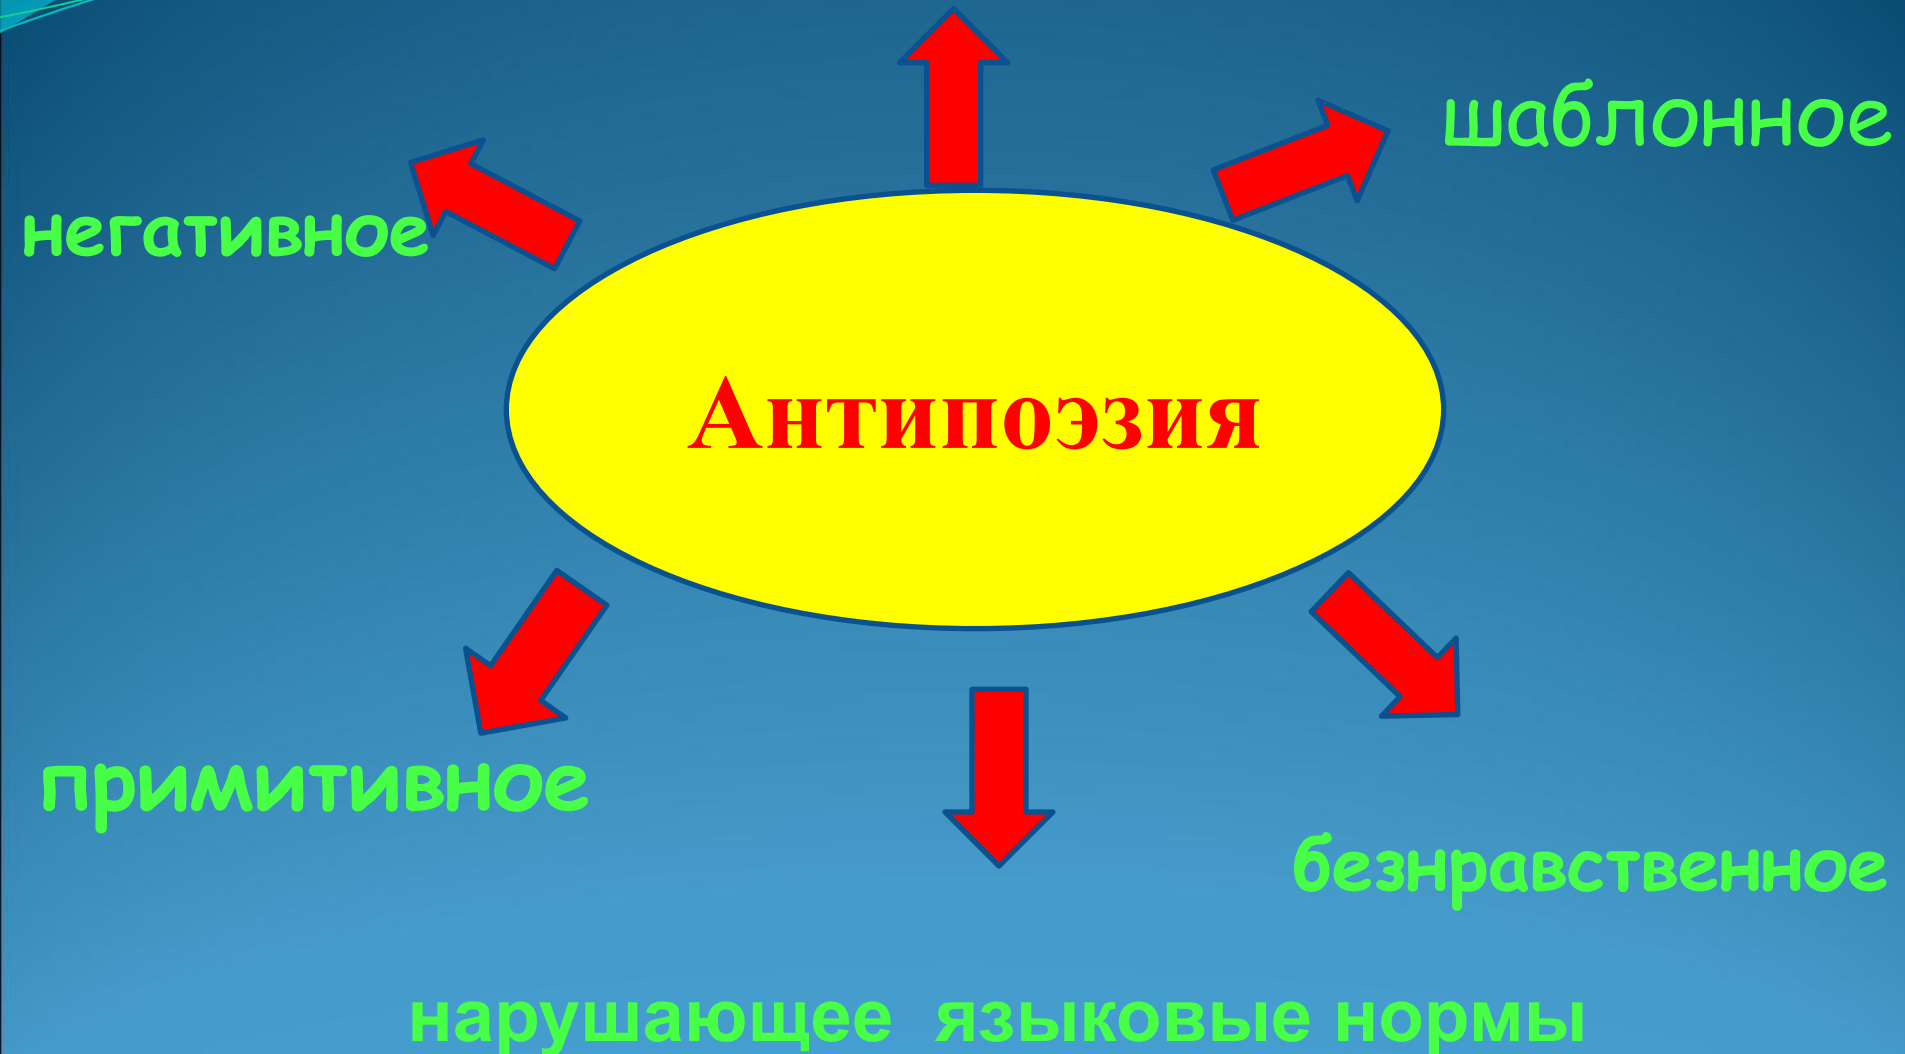 шаблонное
негативное
Антипоэзия
примитивное
безнравственное
нарушающее языковые нормы